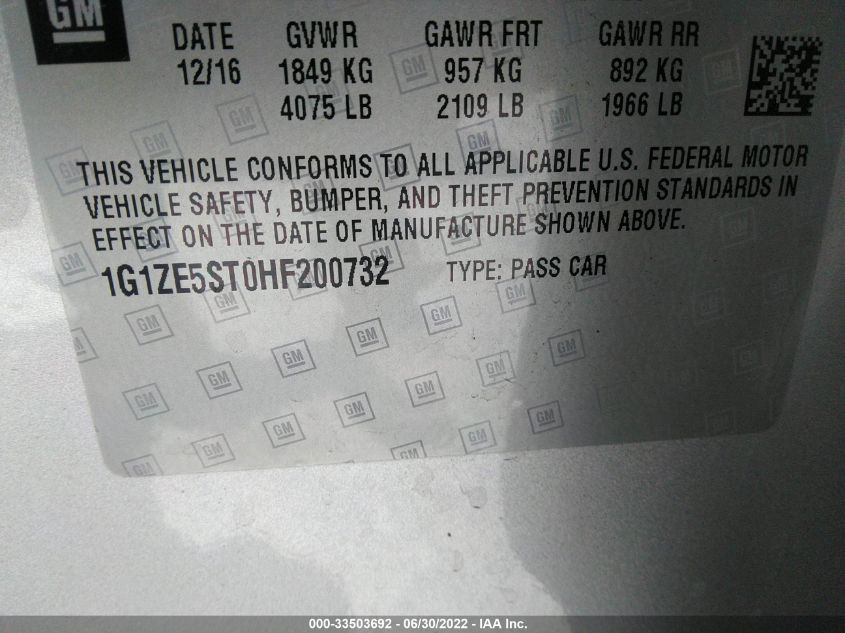 GM
DATE GVWR GAWR FRT GAWR RR
12/16 1849 KG 957 KG 892 KG
4075 LB 2109 LB 1966 LB
THIS VEHICLE CONFORMS TO ALL APPLICABLE U.S. FEDERAL MOTOR
VEHICLE SAFETY, BUMPER, AND THEFT PREVENTION STANDARDS IN
EFFECT ON THE DATE OF MANUFACTURE SHOWN ABOVE.
1G1ZE5ST0HF200732 TYPE: PASS CAR
000-33503692 - 06/30/2022 - IAA Inc.